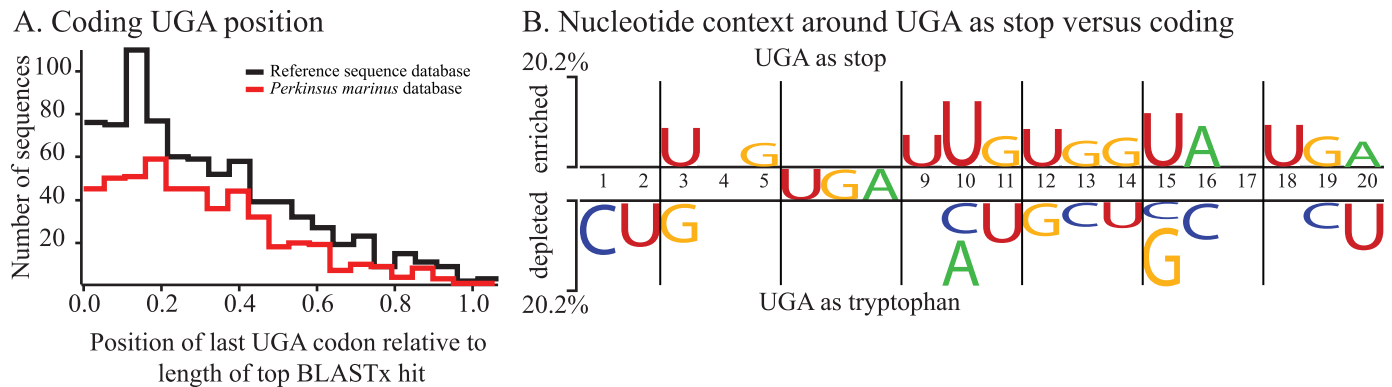 A. Coding UGA position
Number of sequences
100
80
60
40
20
Reference sequence database
Perkinsus marinus database
0.0 0.2 0.4 0.6 0.8 1.0
Position of last UGA codon relative to
length of top BLASTx hit
B. Nucleotide context around UGA as stop versus coding
20.2%
UGA as stop
enriched
U G U U G U G G U A U G A
1 2 3 4 5 U G A 9 10 11 12 13 14 15 16 17 18 19 20
depleted
C U G C U G C U C C C U
A G
20.2%
UGA as tryptophan